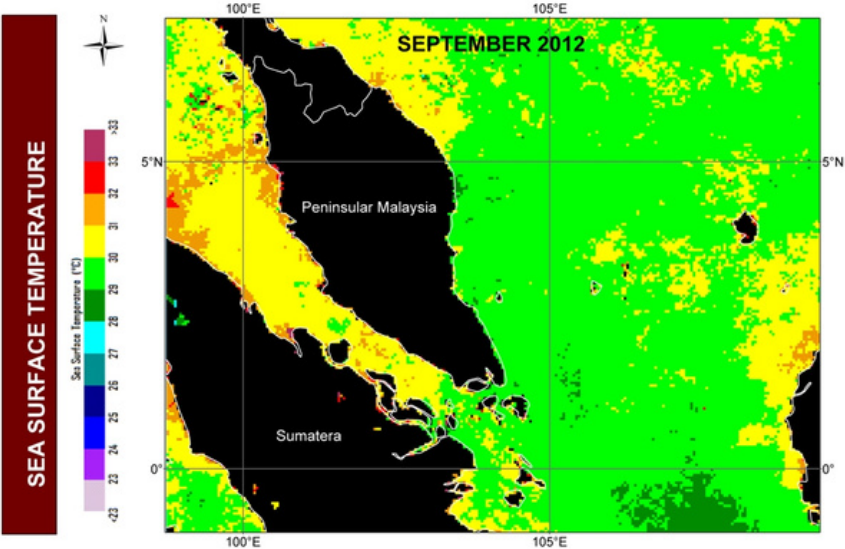 100°E
105°E
N
SEPTEMBER 2012
SEA SURFACE TEMPERATURE
Sea Surface Temperature (°C)
>33
33
32
31
30
29
28
27
26
25
24
23
<23
5°N
5°N
Peninsular Malaysia
Sumatera
0°
0°
100°E
105°E